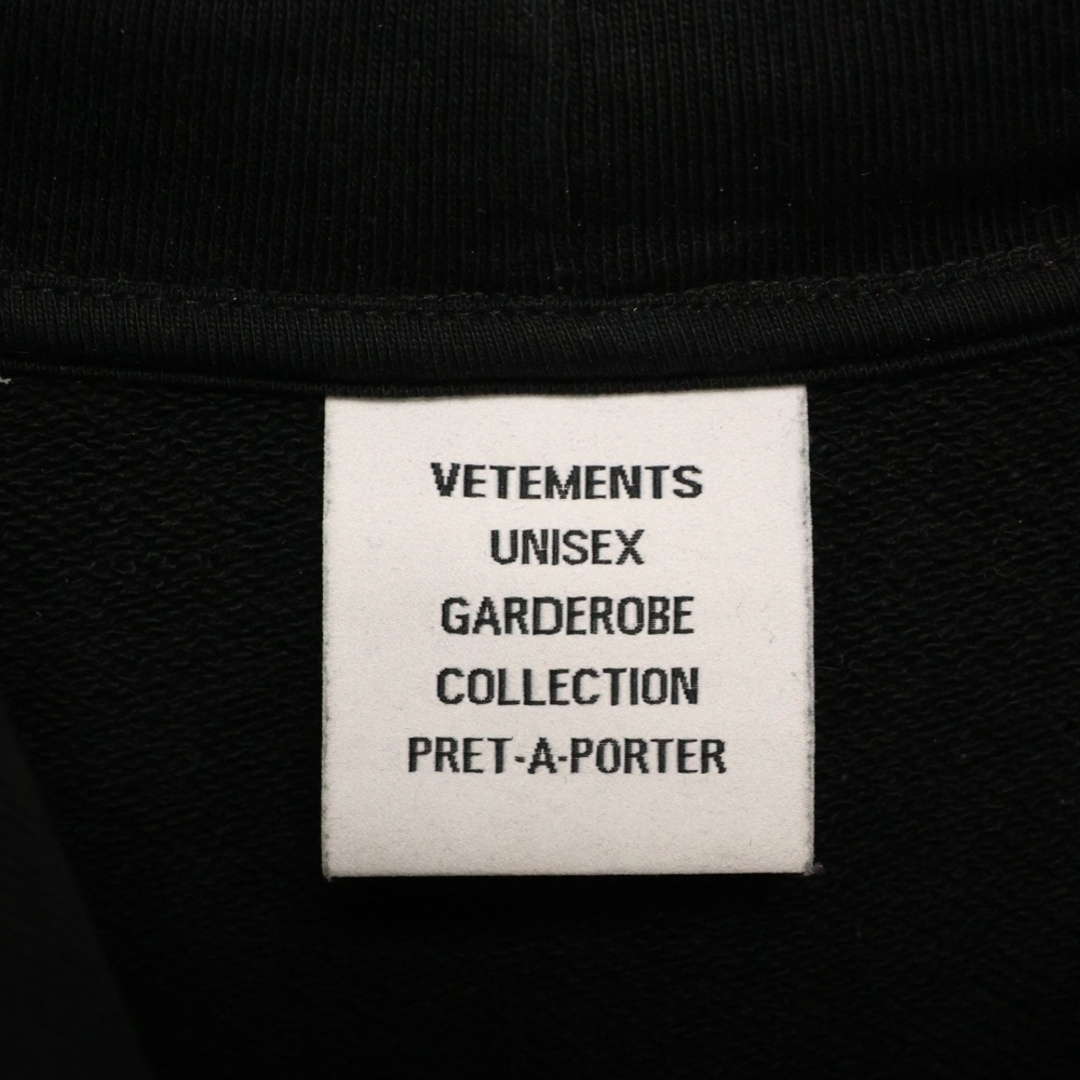 VETEMENTS
UNISEX
GARDEROBE
COLLECTION
PRET-A-PORTER